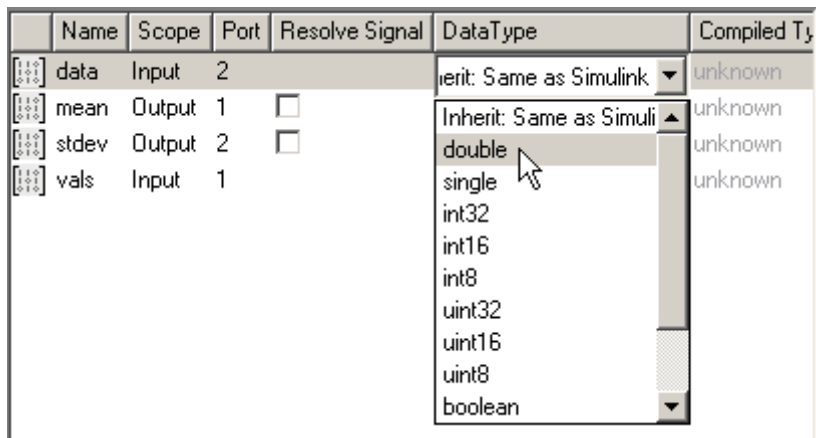 Name Scope Port Resolve Signal DataType Compiled Ty
data Input 2 erit: Same as Simulink unknown
mean Output 1 Inherit: Same as Simuli unknown
stdev Output 2 double unknown
vals Input 1 single unknown
int32
int16
int8
uint32
uint16
uint8
boolean